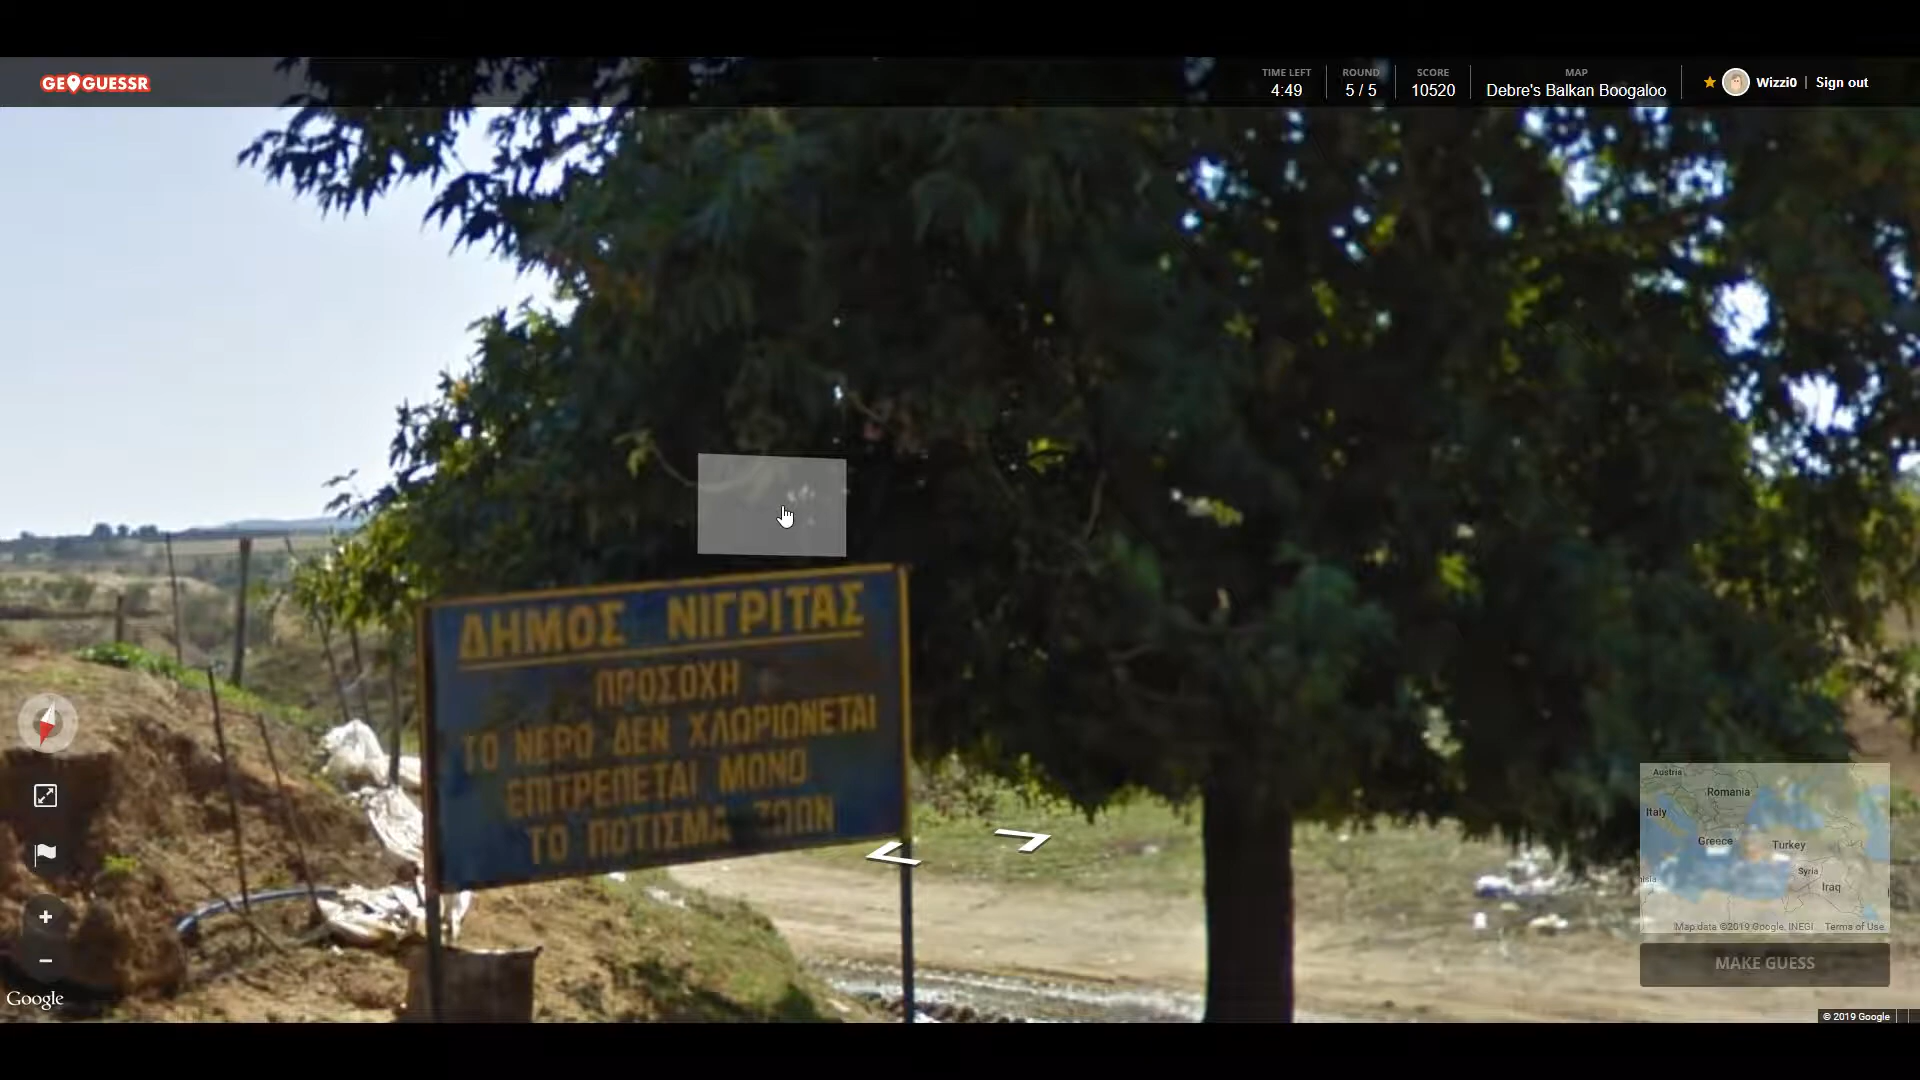 GEOGUESSR
TIME LEFT
4:49
ROUND
5 / 5
SCORE
10520
MAP
Debre's Balkan Boogaloo
Wizzi0 | Sign out
ΔΗΜΟΣ ΝΙΓΡΙΤΑΣ
ΠΡΟΣΟΧΗ
ΤΟ ΝΕΡΟ ΔΕΝ ΧΛΩΡΙΩΝΕΤΑΙ
ΕΠΙΤΡΕΠΕΤΑΙ ΜΟΝΟ
ΤΟ ΠΟΤΙΣΜΑ ΖΩΩΝ
Austria
Romania
Italy
Greece
Turkey
Syria
Iraq
Map data ©2019 Google, INEGI Terms of Use
MAKE GUESS
Google
© 2019 Google